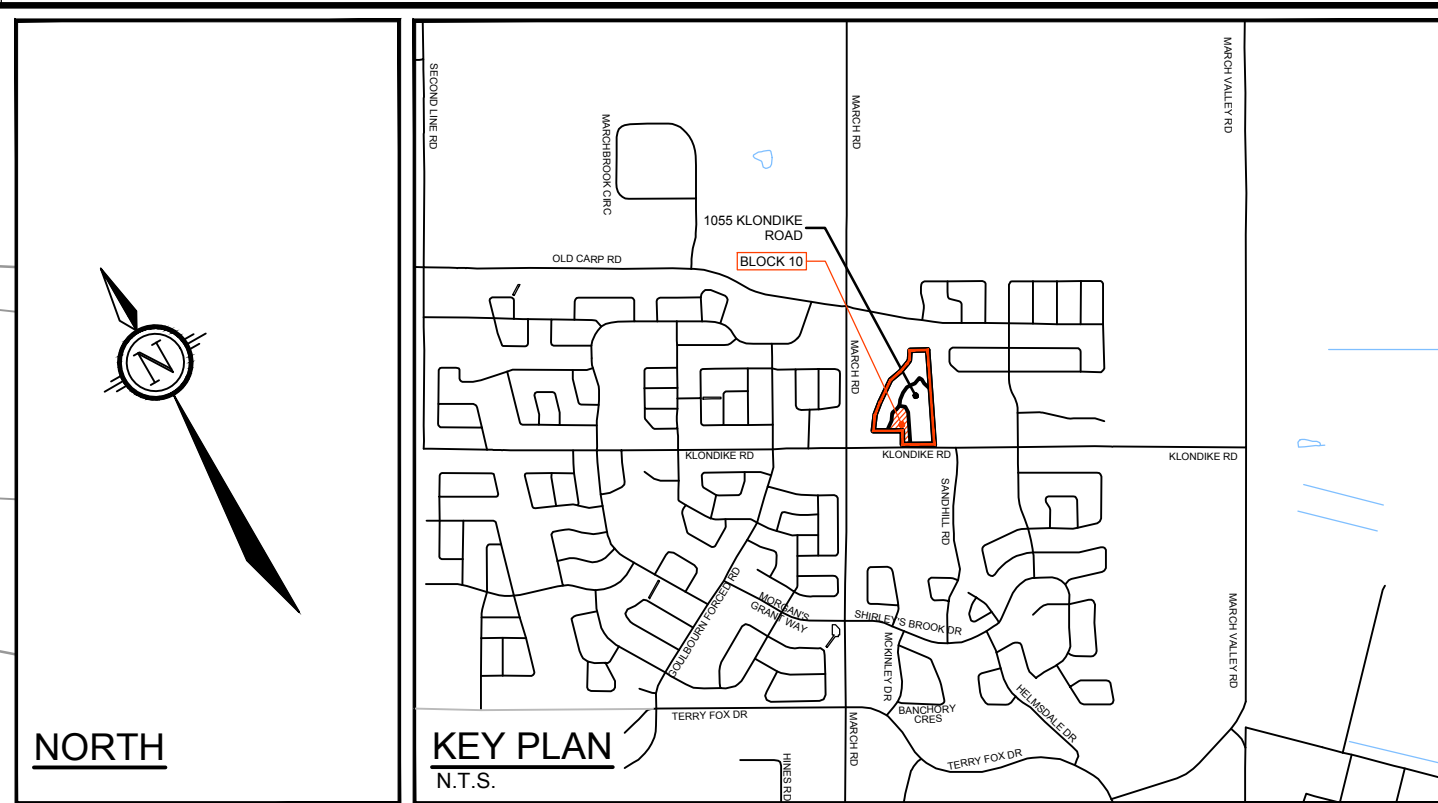 N
NORTH
SECOND LINE RD
MARCHBROOK CIRC
MARCH RD
MARCH VALLEY RD
1055 KLONDIKE
ROAD
BLOCK 10
OLD CARP RD
MARCH RD
KLONDIKE RD
KLONDIKE RD
KLONDIKE RD
SANDHILL RD
GOULBOURN FORCED RD
MORGAN'S
GRANT WAY
SHIRLEY'S BROOK DR
MCKINLEY DR
MARCH VALLEY RD
BANCHORY
CRES
HELMSDALE DR
TERRY FOX DR
MARCH RD
TERRY FOX DR
HINES RD
KEY PLAN
N.T.S.